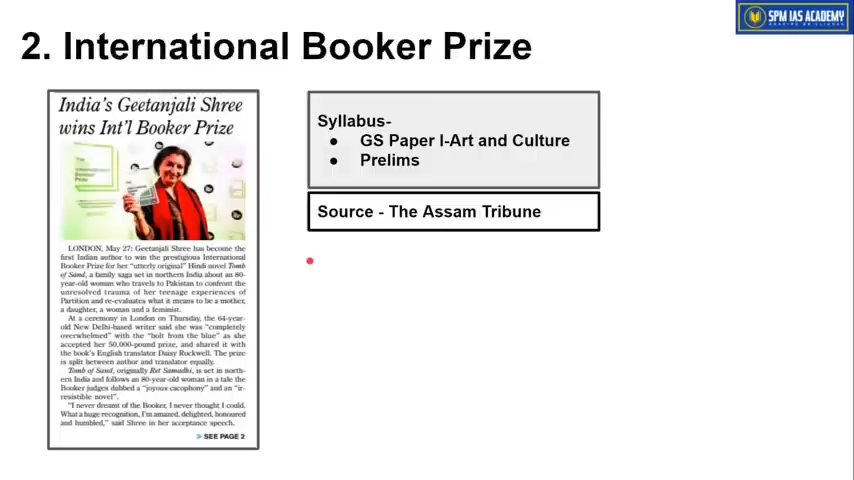 SPM IAS ACADEMY
2. International Booker Prize
India's Geetanjali Shree
wins Int'l Booker Prize
LONDON, May 27: Geetanjali Shree has become the
first Indian author to win the prestigious International
Booker Prize for her "utterly original" Hindi novel Tomb
of Sand, a family saga set in northern India about an 80-
year-old woman who travels to Pakistan to confront the
unresolved trauma of her teenage experiences of
Partition and re-evaluates what it means to be a mother,
a daughter, a woman and a feminist.
At a ceremony in London on Thursday, the 64-year-
old New Delhi-based writer said she was "completely
overwhelmed" with the "bolt from the blue" as she
accepted her 50,000-pound prize, and shared it with
the book's English translator Daisy Rockwell. The prize
is split between author and translator equally.
Tomb of Sand, originally Ret Samadhi, is set in north-
ern India and follows an 80-year-old woman in a tale the
Booker judges dubbed a "joyous cacophony" and an "ir-
resistible novel".
"I never dreamt of the Booker, I never thought I could.
What a huge recognition, I'm amazed, delighted, honoured
and humbled," said Shree in her acceptance speech.
SEE PAGE 2
Syllabus-
● GS Paper I-Art and Culture
● Prelims
Source - The Assam Tribune